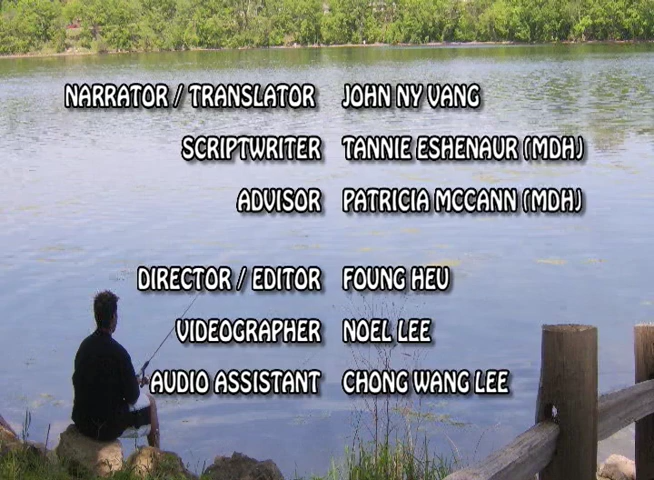 NARRATOR / TRANSLATOR JOHN NY VANG
SCRIPTWRITER TANNIE ESHENAUR (MDH)
ADVISOR PATRICIA MCCANN (MDH)
DIRECTOR / EDITOR FOUNG HEU
VIDEOGRAPHER NOEL LEE
AUDIO ASSISTANT CHONG WANG LEE